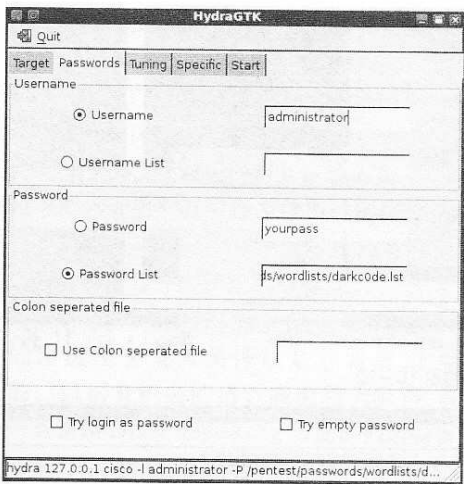 HydraGTK
Quit
Target Passwords Tuning Specific Start
Username
Username administrator
Username List
Password
Password yourpass
Password List ds/wordlists/darkc0de.lst
Colon seperated file
Use Colon seperated file
Try login as password Try empty password
hydra 127.0.0.1 cisco -l administrator -P /pentest/passwords/wordlists/d...